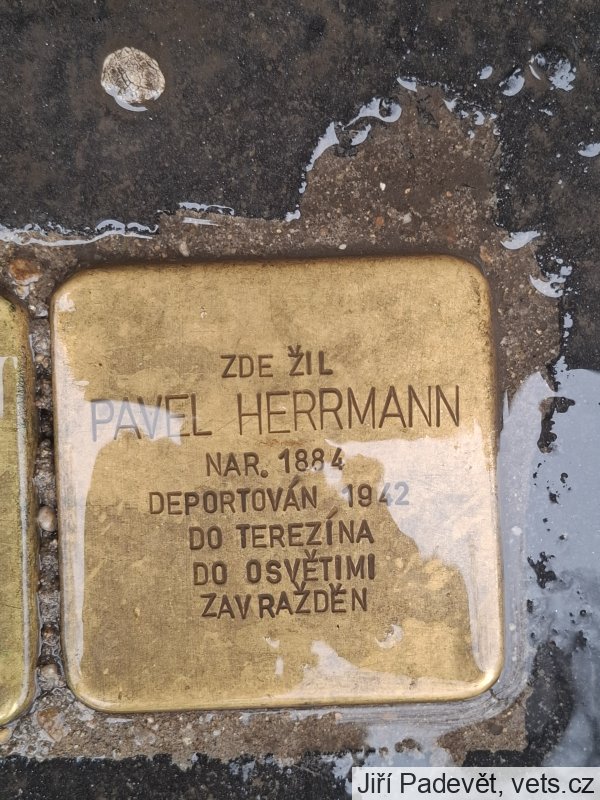 ZDE ŽIL
PAVEL HERRMANN
NAR. 1884
DEPORTOVÁN 1942
DO TEREZÍNA
DO OSVĚTIMI
ZAVRAŽDĚN
Jiří Padevět, vets.cz